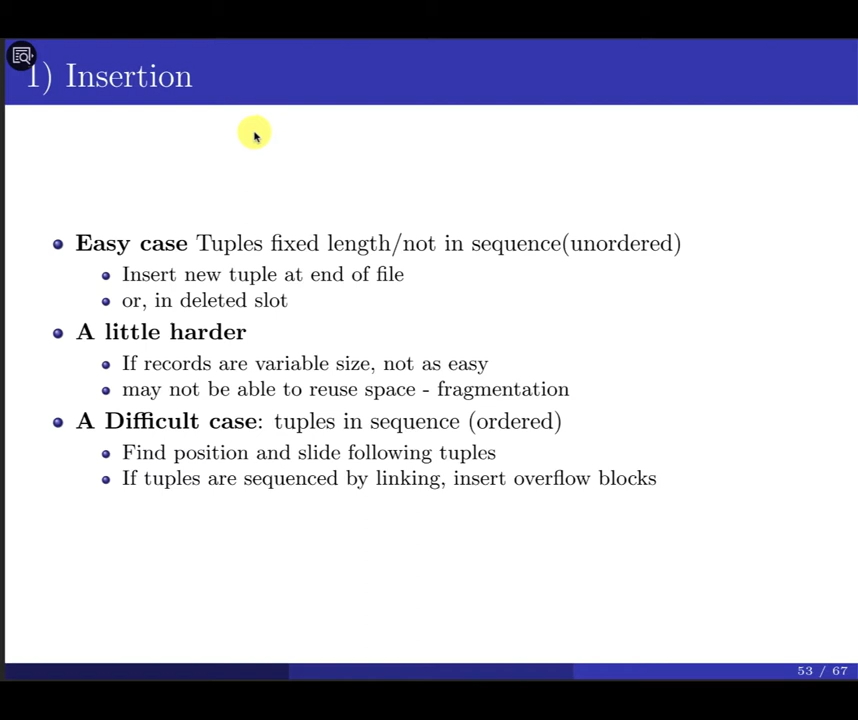 1) Insertion
Easy case Tuples fixed length/not in sequence(unordered)
Insert new tuple at end of file
or, in deleted slot
A little harder
If records are variable size, not as easy
may not be able to reuse space - fragmentation
A Difficult case: tuples in sequence (ordered)
Find position and slide following tuples
If tuples are sequenced by linking, insert overflow blocks
53 / 67